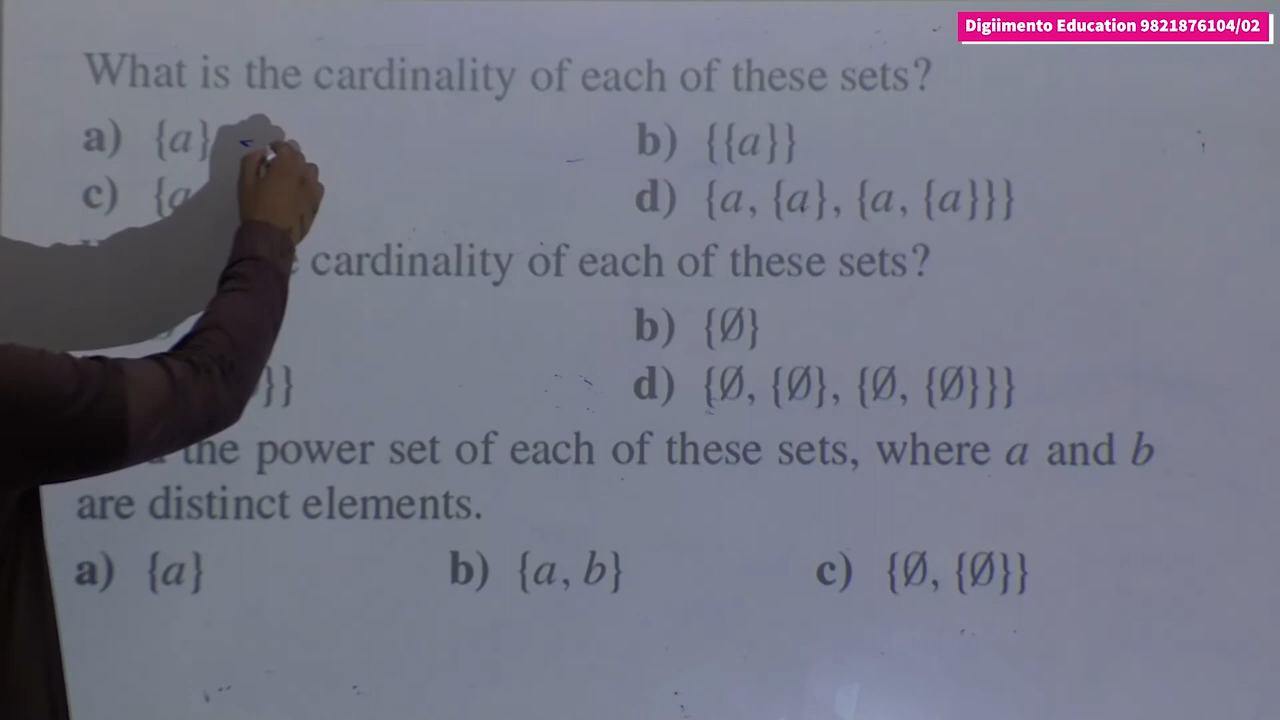 Digiimento Education 9821876104/02
What is the cardinality of each of these sets?
a) {a} b) {{a}}
c) {a d) {a, {a}, {a, {a}}}
cardinality of each of these sets?
b) {Ø}
}} d) {Ø, {Ø}, {Ø, {Ø}}}
the power set of each of these sets, where a and b
are distinct elements.
a) {a} b) {a, b} c) {Ø, {Ø}}